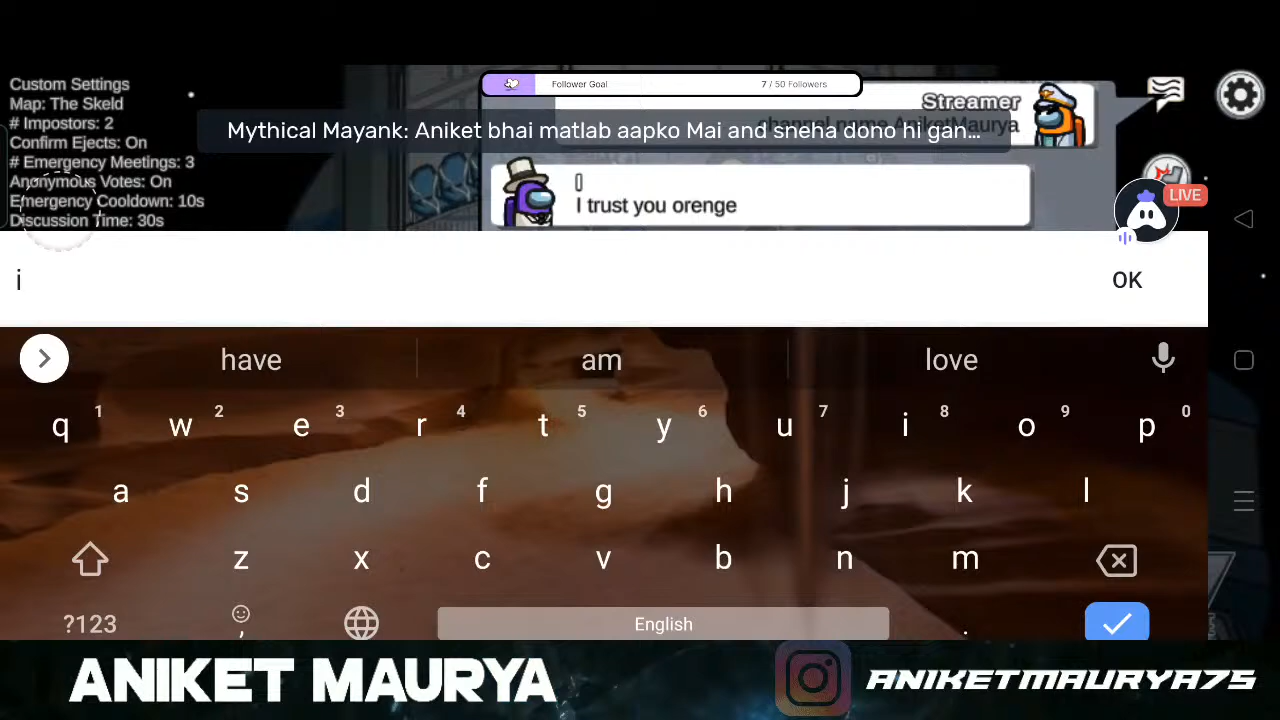 Custom Settings
Map: The Skeld
# Impostors: 2
Confirm Ejects: On
# Emergency Meetings: 3
Anonymous Votes: On
Emergency Cooldown: 10s
Discussion Time: 30s
Follower Goal
7 / 50 Followers
Streamer
channel name AniketMaurya
Mythical Mayank: Aniket bhai matlab aapko Mai and sneha dono hi gan...
I trust you orenge
LIVE
i
OK
have
am
love
q 1 w 2 e 3 r 4 t 5 y 6 u 7 i 8 o 9 p 0
a s d f g h j k l
z x c v b n m
?123 , English .
ANIKET MAURYA
ANIKETMAURYA75